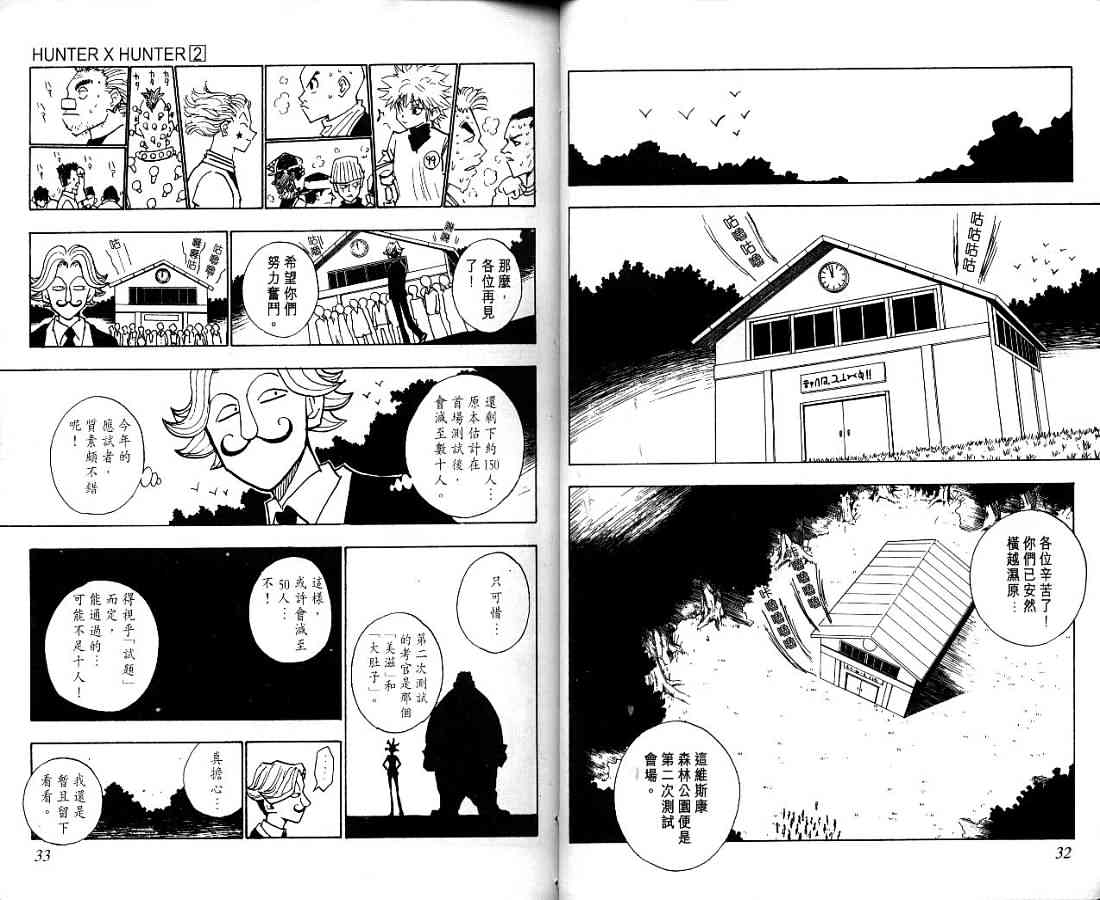 咕嚕咕嚕
咕咕咕咕
各位辛苦了！
你們已安然
橫越濕原…
這維斯康
森林公園便是
第二次測試
會場。
32
HUNTER X HUNTER 2
99
那麼，
各位再見
了！
希望你們
努力奮鬥。
咕
還剩下約150人…
原本估計在
首場測試後，
會減至數十人。
今年的
應試者，
質素頗不錯
呢！
只可惜…
第二次測試
的考官是那個
「美滋」和
「大肚子」。
這樣，
或許會減至
50人…
不！
得視乎「試題」
而定，
能通過的…
可能不足十人！
……
真擔心…
我還是
暫且留下
看看。
33